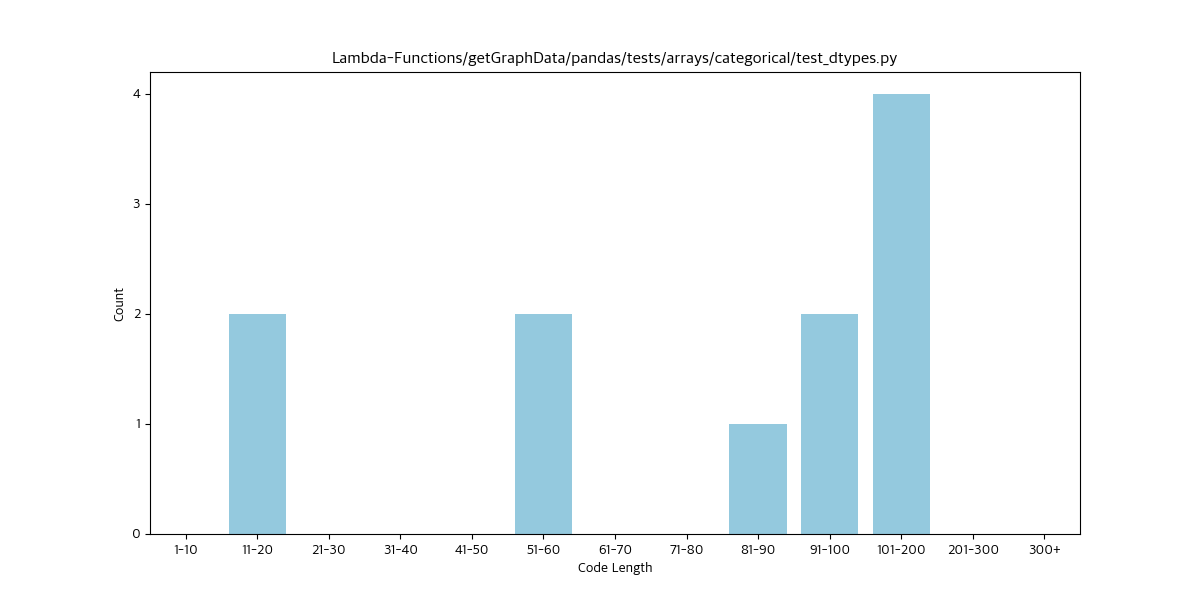 Lambda-Functions/getGraphData/pandas/tests/arrays/categorical/test_dtypes.py
4
3
2
1
0
Count
1-10 11-20 21-30 31-40 41-50 51-60 61-70 71-80 81-90 91-100 101-200 201-300 300+
Code Length